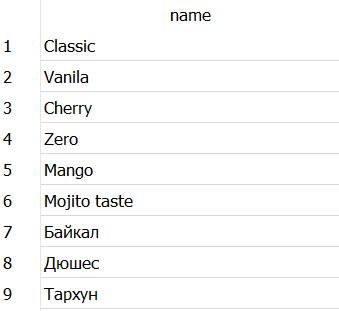 name
1 Classic
2 Vanila
3 Cherry
4 Zero
5 Mango
6 Mojito taste
7 Байкал
8 Дюшес
9 Тархун